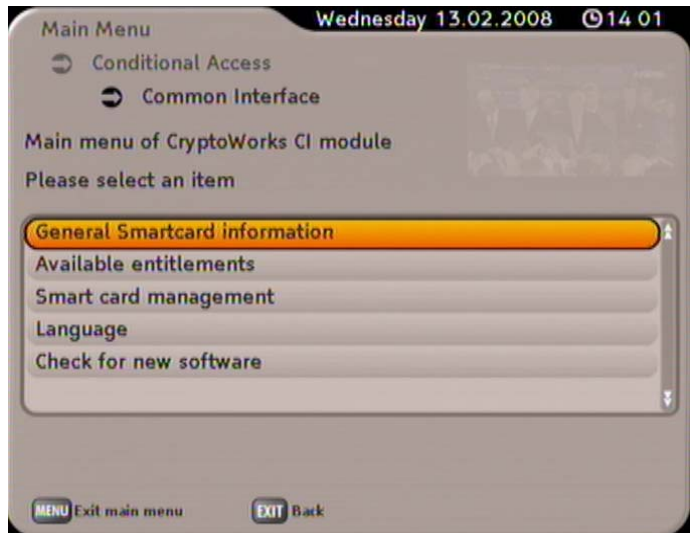 Wednesday 13.02.2008 14 01
Main Menu
Conditional Access
Common Interface
Main menu of CryptoWorks CI module
Please select an item
General Smartcard information
Available entitlements
Smart card management
Language
Check for new software
MENU Exit main menu EXIT Back